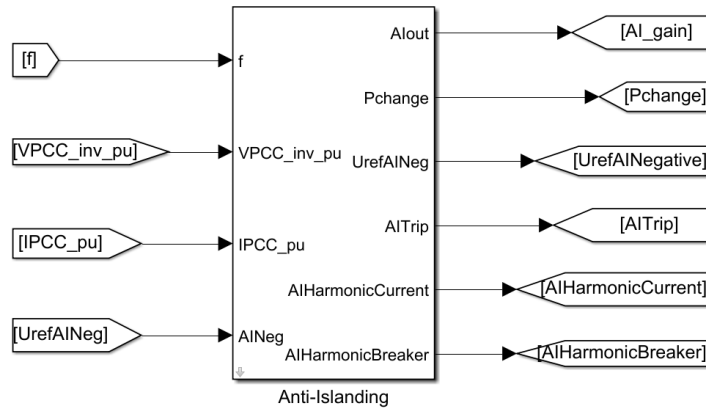 [f]
[VPCC_inv_pu]
[IPCC_pu]
[UrefAINeg]
f
VPCC_inv_pu
IPCC_pu
AINeg
AIout
Pchange
UrefAINeg
AITrip
AIHarmonicCurrent
AIHarmonicBreaker
[AI_gain]
[Pchange]
[UrefAINegative]
[AITrip]
[AIHarmonicCurrent]
[AIHarmonicBreaker]
Anti-Islanding